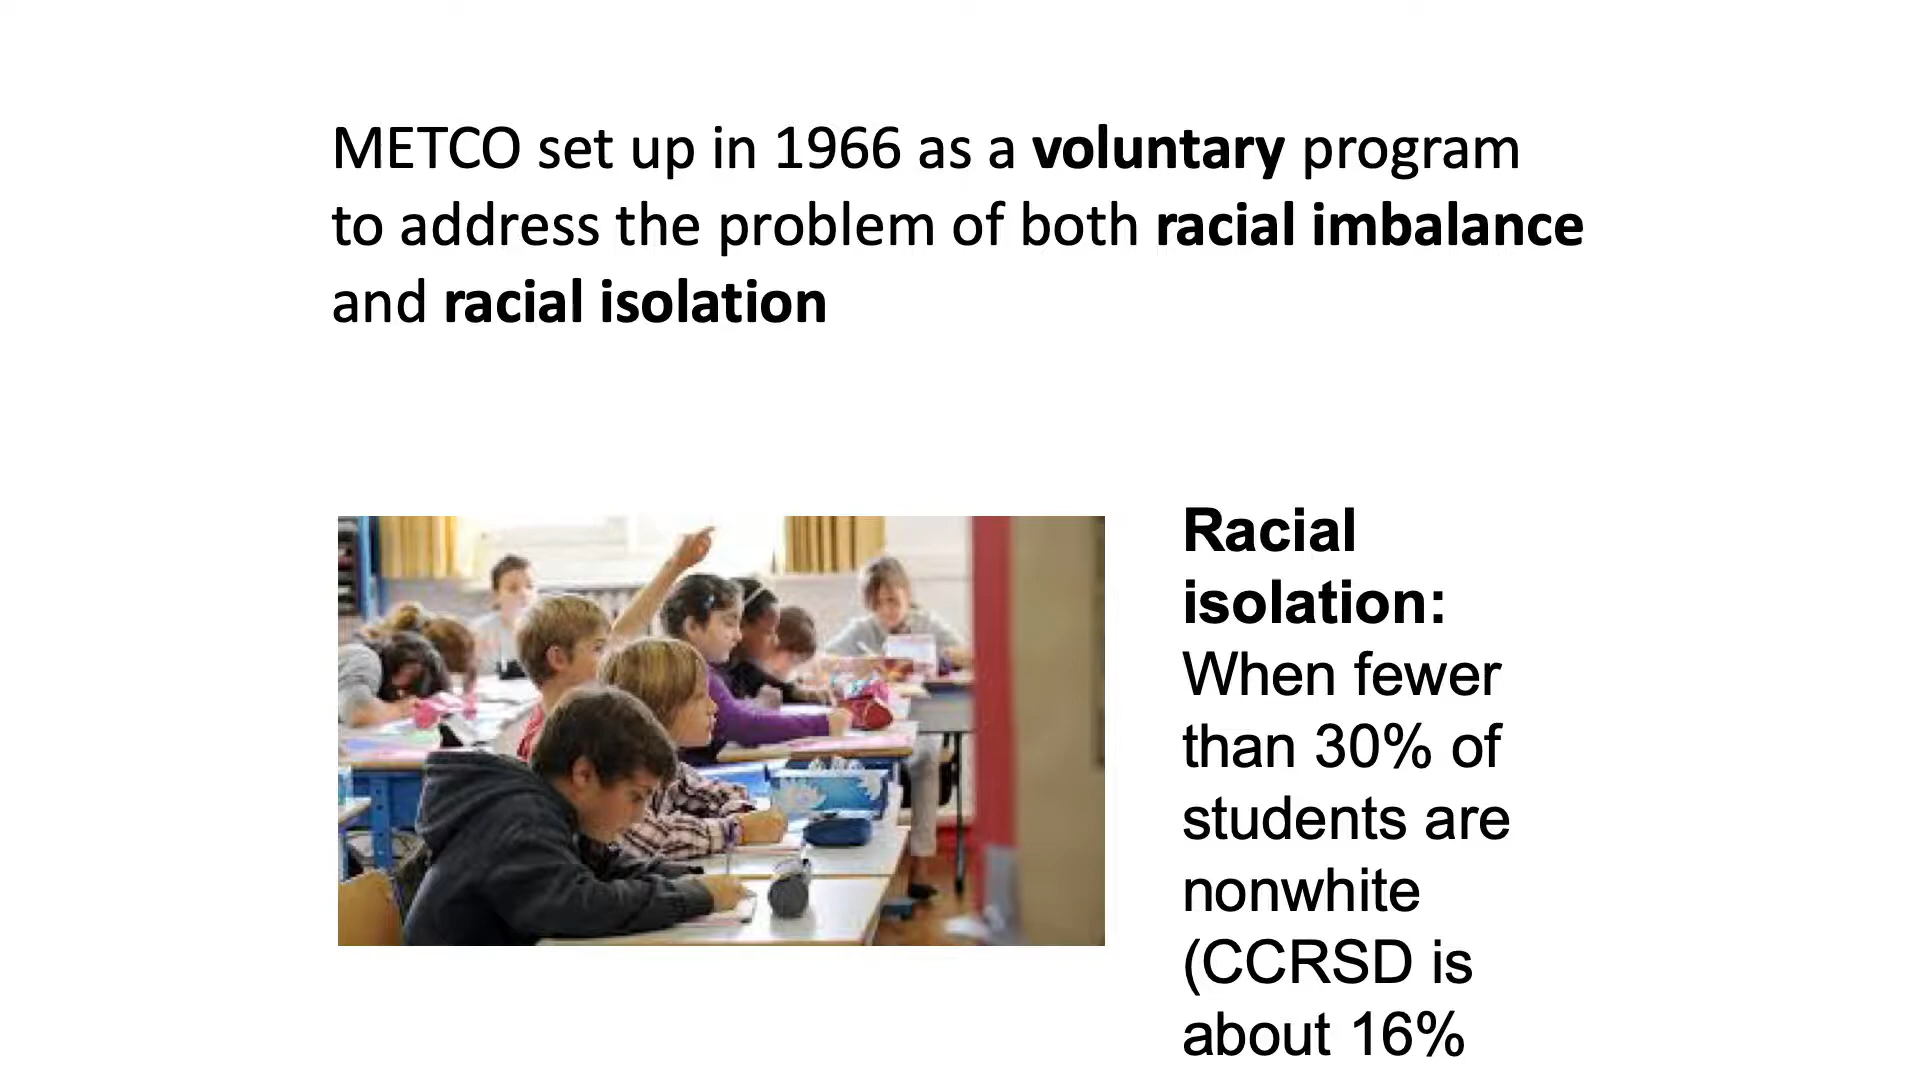 METCO set up in 1966 as a voluntary program
to address the problem of both racial imbalance
and racial isolation
Racial
isolation:
When fewer
than 30% of
students are
nonwhite
(CCRSD is
about 16%